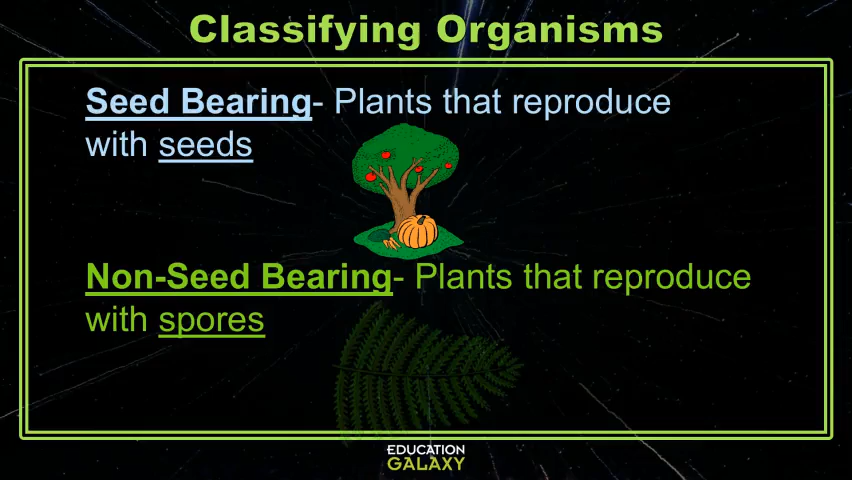 Classifying Organisms
Seed Bearing- Plants that reproduce
with seeds
Non-Seed Bearing- Plants that reproduce
with spores
EDUCATION
GALAXY